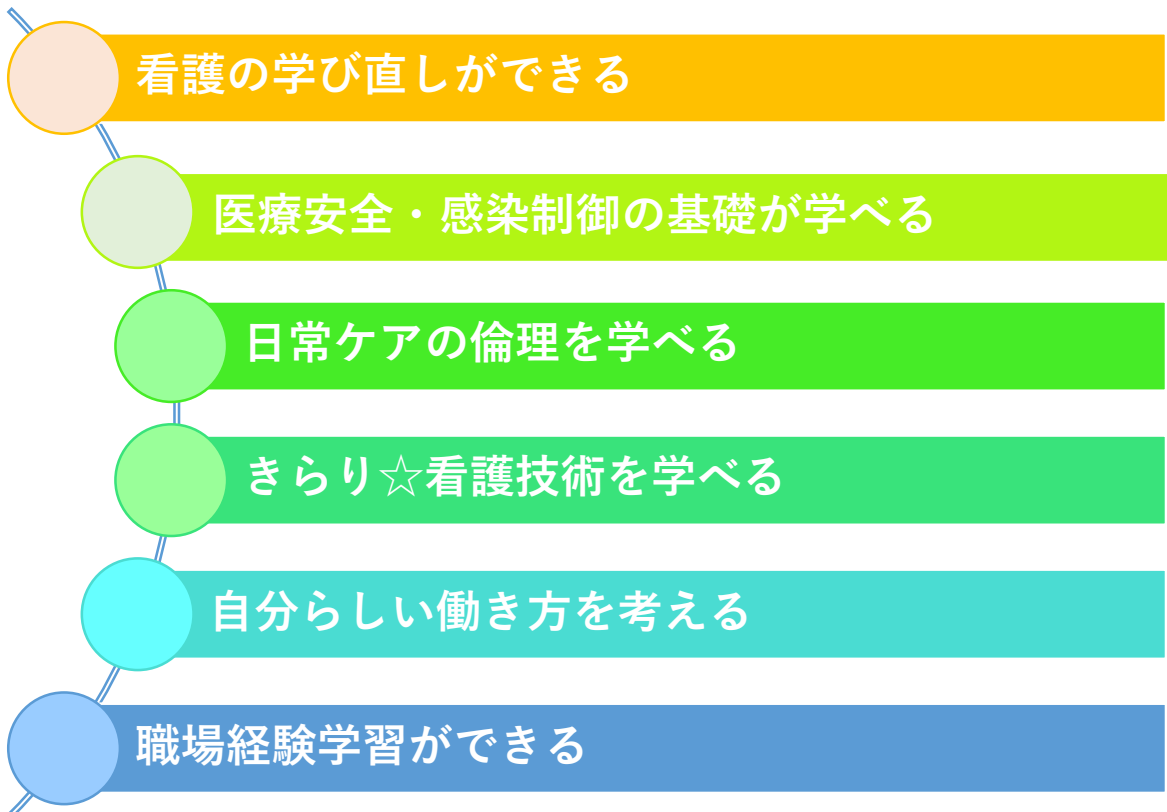 看護の学び直しができる
医療安全・感染制御の基礎が学べる
日常ケアの倫理を学べる
きらり☆看護技術を学べる
自分らしい働き方を考える
職場経験学習ができる